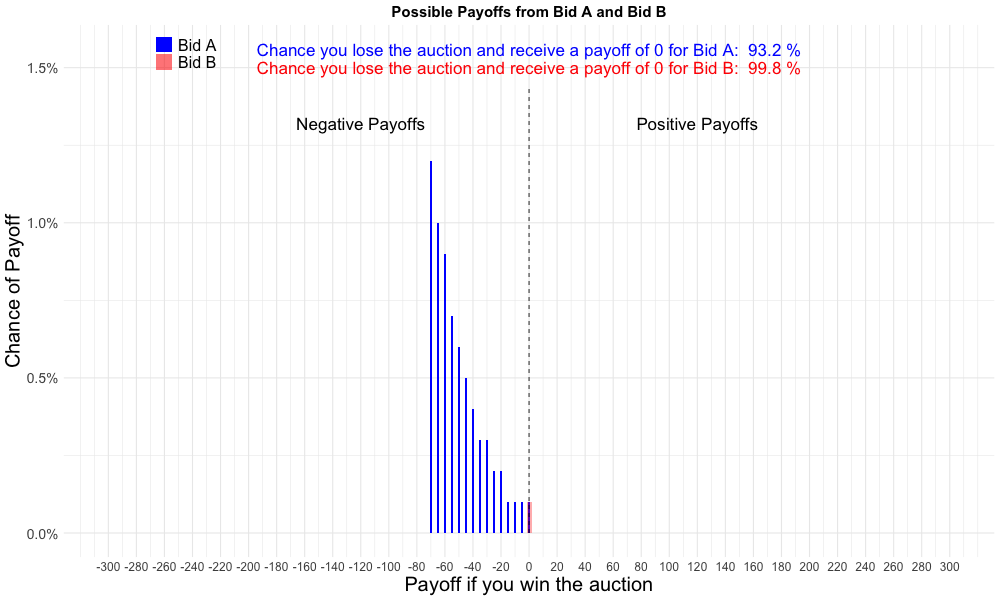 Possible Payoffs from Bid A and Bid B
Bid A
Bid B
Chance you lose the auction and receive a payoff of 0 for Bid A:  93.2 %
Chance you lose the auction and receive a payoff of 0 for Bid B:  99.8 %
Negative Payoffs
Positive Payoffs
Chance of Payoff
1.5%
1.0%
0.5%
0.0%
-300 -280 -260 -240 -220 -200 -180 -160 -140 -120 -100 -80 -60 -40 -20 0 20 40 60 80 100 120 140 160 180 200 220 240 260 280 300
Payoff if you win the auction